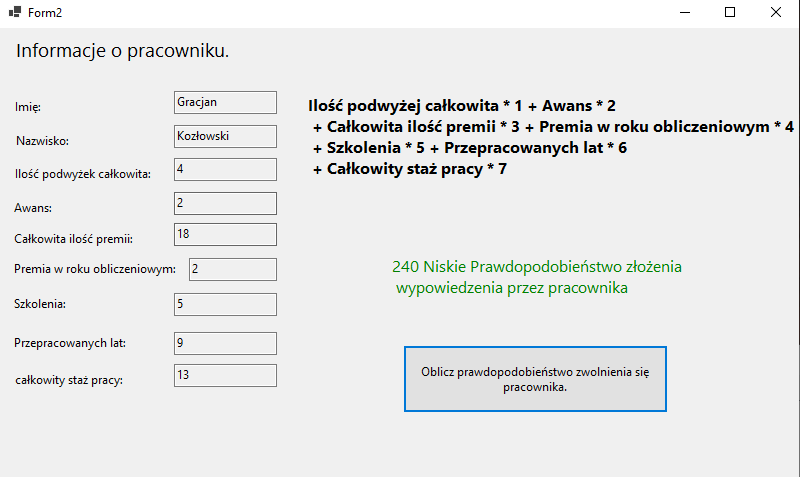 Form2
Informacje o pracowniku.
Imię: Gracjan
Nazwisko: Kozłowski
Ilość podwyżek całkowita: 4
Awans: 2
Całkowita ilość premii: 18
Premia w roku obliczeniowym: 2
Szkolenia: 5
Przepracowanych lat: 9
całkowity staż pracy: 13
Ilość podwyżej całkowita * 1 + Awans * 2
+ Całkowita ilość premii * 3 + Premia w roku obliczeniowym * 4
+ Szkolenia * 5 + Przepracowanych lat * 6
+ Całkowity staż pracy * 7
240 Niskie Prawdopodobieństwo złożenia
wypowiedzenia przez pracownika
Oblicz prawdopodobieństwo zwolnienia się
pracownika.